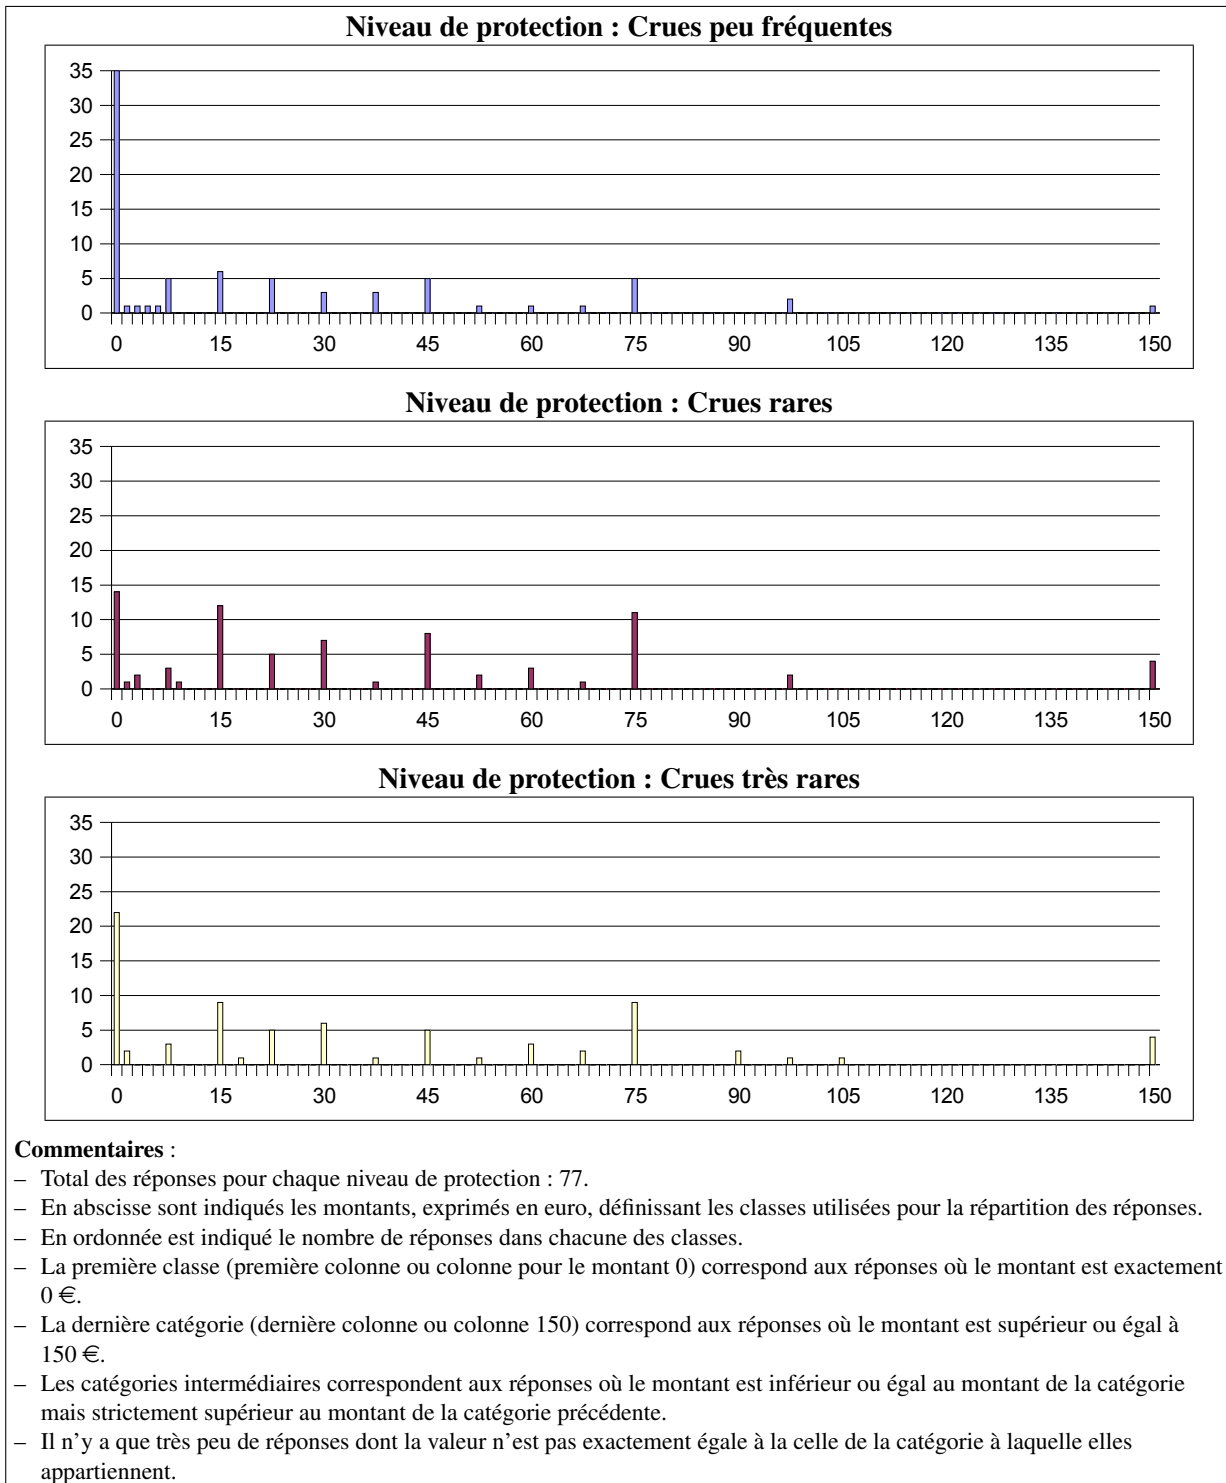 Niveau de protection : Crues peu fréquentes
35
30
25
20
15
10
5
0
0 15 30 45 60 75 90 105 120 135 150
Niveau de protection : Crues rares
35
30
25
20
15
10
5
0
0 15 30 45 60 75 90 105 120 135 150
Niveau de protection : Crues très rares
35
30
25
20
15
10
5
0
0 15 30 45 60 75 90 105 120 135 150
Commentaires :
– Total des réponses pour chaque niveau de protection : 77.
– En abscisse sont indiqués les montants, exprimés en euro, définissant les classes utilisées pour la répartition des réponses.
– En ordonnée est indiqué le nombre de réponses dans chacune des classes.
– La première classe (première colonne ou colonne pour le montant 0) correspond aux réponses où le montant est exactement
0 €.
– La dernière catégorie (dernière colonne ou colonne 150) correspond aux réponses où le montant est supérieur ou égal à
150 €.
– Les catégories intermédiaires correspondent aux réponses où le montant est inférieur ou égal au montant de la catégorie
mais strictement supérieur au montant de la catégorie précédente.
– Il n'y a que très peu de réponses dont la valeur n'est pas exactement égale à la celle de la catégorie à laquelle elles
appartiennent.